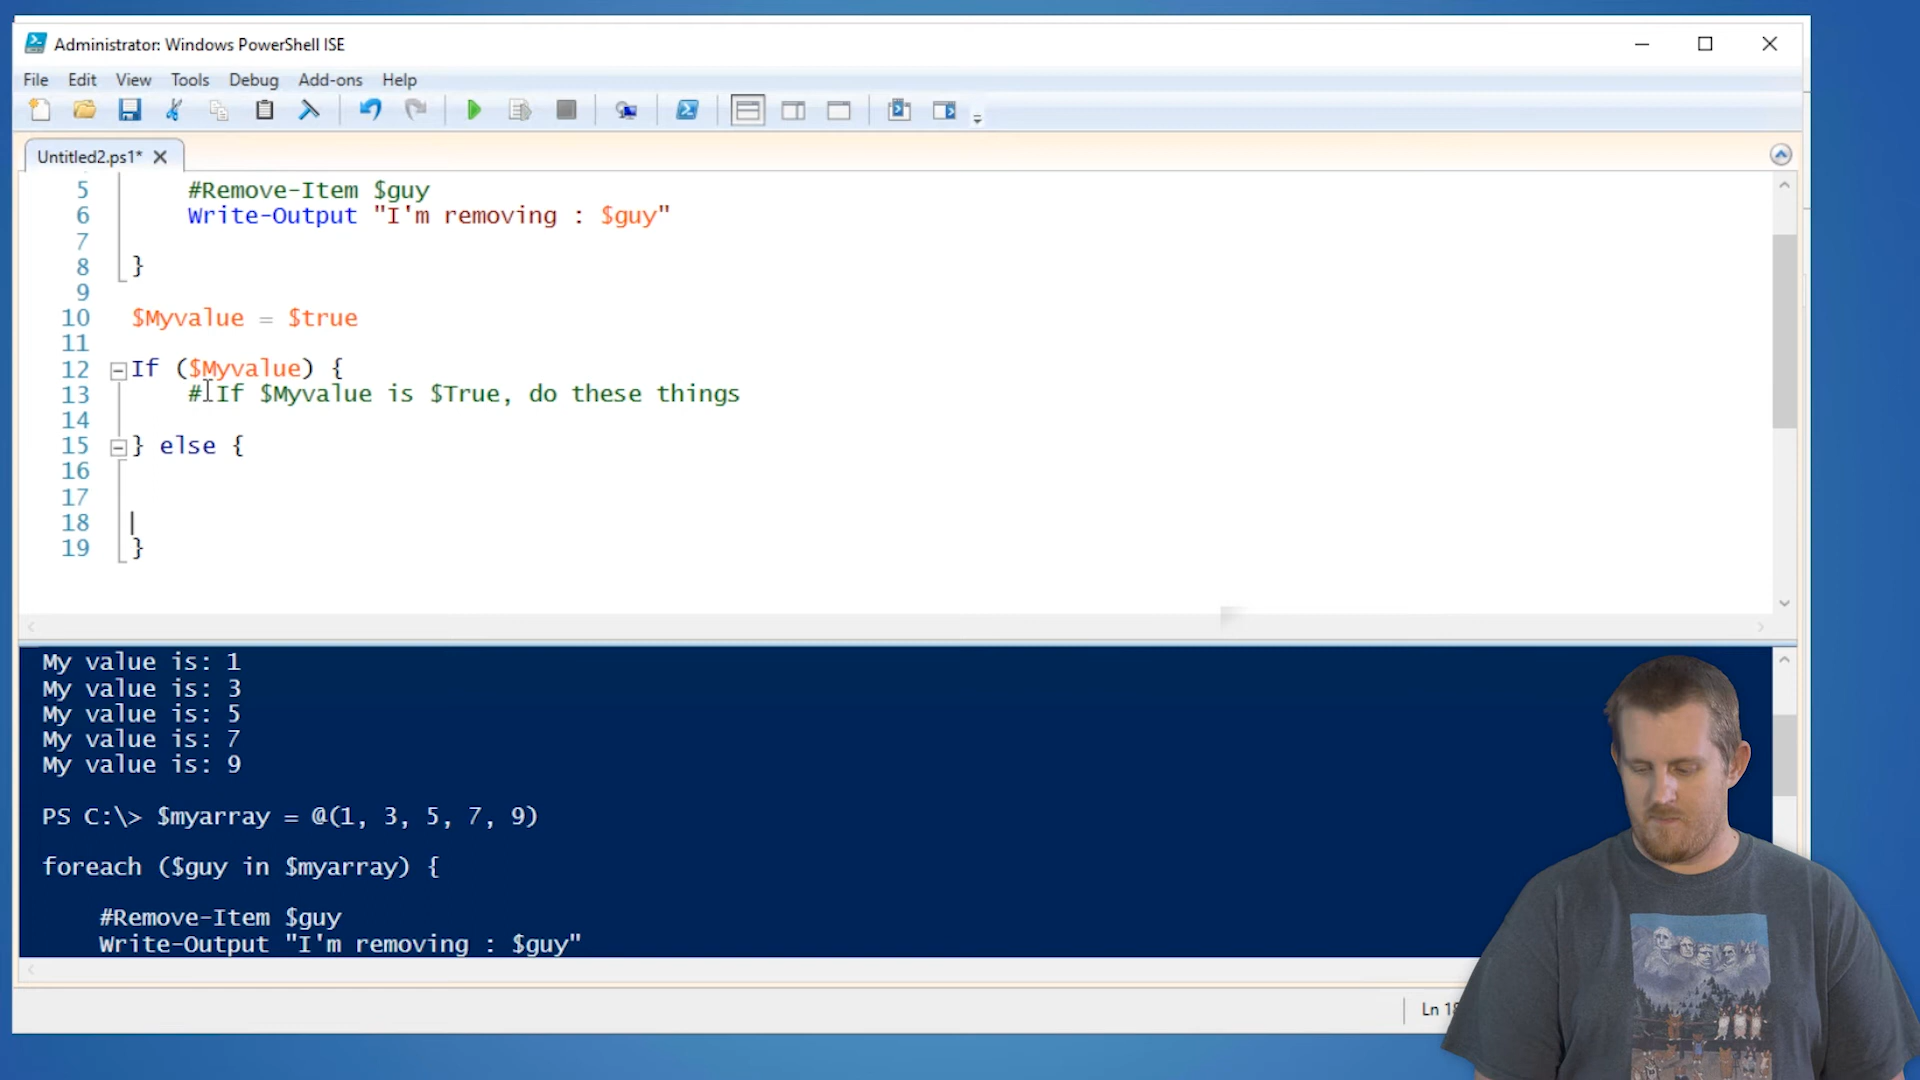 Administrator: Windows PowerShell ISE
File Edit View Tools Debug Add-ons Help
Untitled2.ps1*
5 #Remove-Item $guy
6 Write-Output "I'm removing : $guy"
7
8 }
9
10 $Myvalue = $true
11
12 If ($Myvalue) {
13 # If $Myvalue is $True, do these things
14
15 } else {
16
17
18
19 }
My value is: 1
My value is: 3
My value is: 5
My value is: 7
My value is: 9
PS C:\> $myarray = @(1, 3, 5, 7, 9)
foreach ($guy in $myarray) {
#Remove-Item $guy
Write-Output "I'm removing : $guy"
Ln